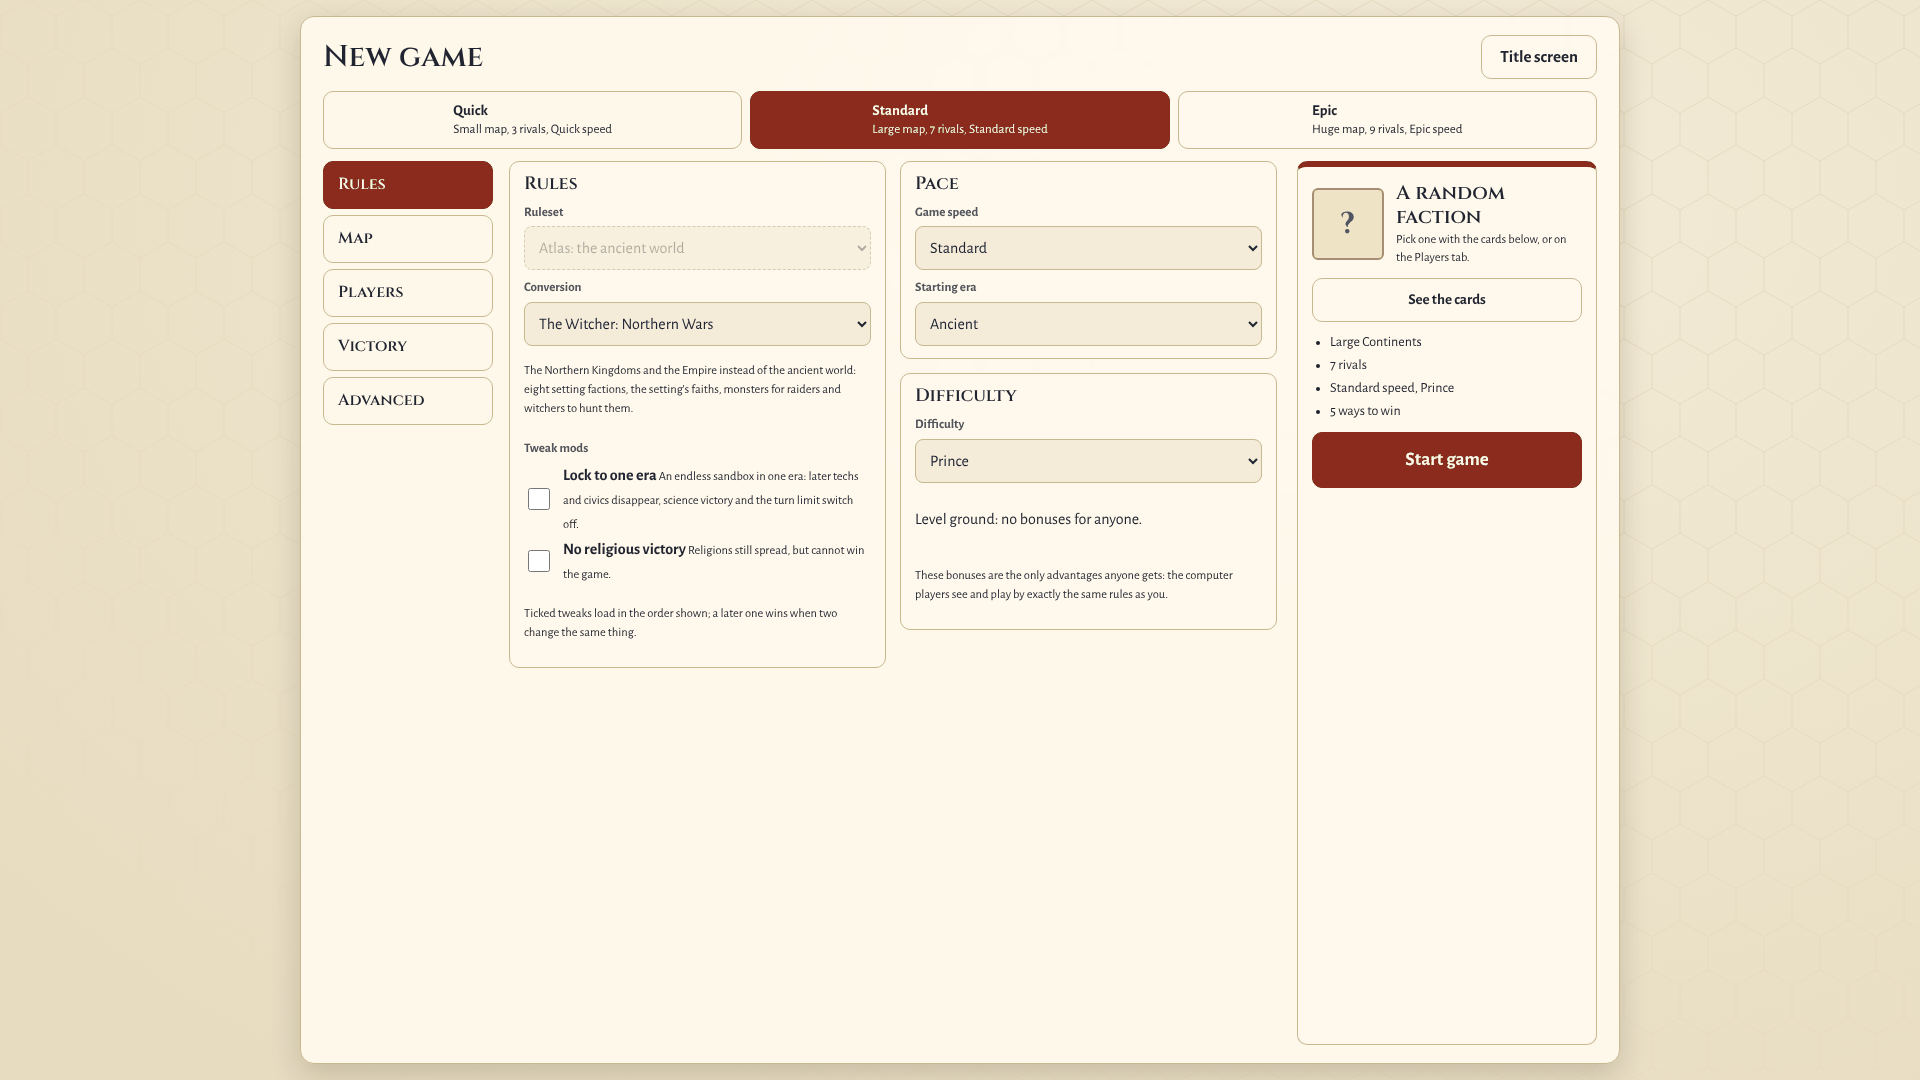 New game
Title screen
Quick
Small map, 3 rivals, Quick speed
Standard
Large map, 7 rivals, Standard speed
Epic
Huge map, 9 rivals, Epic speed
Rules
Map
Players
Victory
Advanced
Rules
Ruleset
Atlas: the ancient world
Conversion
The Witcher: Northern Wars
The Northern Kingdoms and the Empire instead of the ancient world:
eight setting factions, the setting's faiths, monsters for raiders and
witchers to hunt them.
Tweak mods
Lock to one era An endless sandbox in one era: later techs
and civics disappear, science victory and the turn limit switch
off.
No religious victory Religions still spread, but cannot win
the game.
Ticked tweaks load in the order shown; a later one wins when two
change the same thing.
Pace
Game speed
Standard
Starting era
Ancient
Difficulty
Difficulty
Prince
Level ground: no bonuses for anyone.
These bonuses are the only advantages anyone gets: the computer
players see and play by exactly the same rules as you.
?
A random
faction
Pick one with the cards below, or on
the Players tab.
See the cards
Large Continents
7 rivals
Standard speed, Prince
5 ways to win
Start game